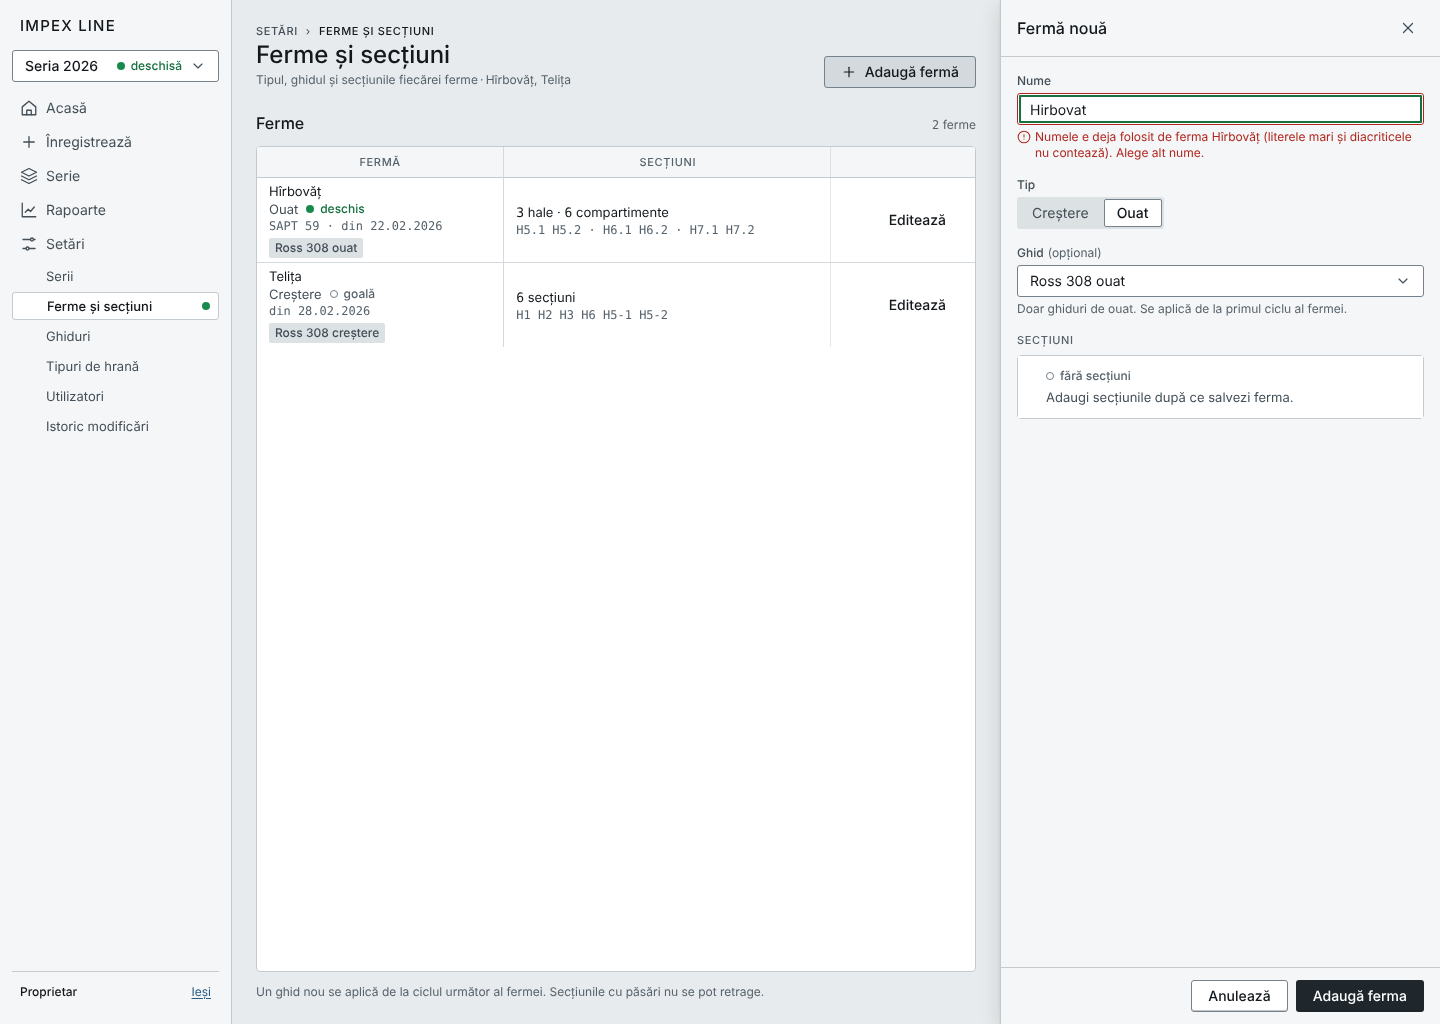 IMPEX LINE
Seria 2026 deschisă
Acasă
Înregistrează
Serie
Rapoarte
Setări
Serii
Ferme și secțiuni
Ghiduri
Tipuri de hrană
Utilizatori
Istoric modificări
Proprietar Ieși
SETĂRI › FERME ȘI SECȚIUNI
Ferme și secțiuni
Tipul, ghidul și secțiunile fiecărei ferme · Hîrbovăț, Telița
Adaugă fermă
Ferme 2 ferme
FERMĂ SECȚIUNI
Hîrbovăț
Ouat deschis
SAPT 59 · din 22.02.2026
Ross 308 ouat
3 hale · 6 compartimente
H5.1 H5.2 · H6.1 H6.2 · H7.1 H7.2
Editează
Telița
Creștere goală
din 28.02.2026
Ross 308 creștere
6 secțiuni
H1 H2 H3 H6 H5-1 H5-2
Editează
Un ghid nou se aplică de la ciclul următor al fermei. Secțiunile cu păsări nu se pot retrage.
Fermă nouă
Nume
Hirbovat
Numele e deja folosit de ferma Hîrbovăț (literele mari și diacriticele
nu contează). Alege alt nume.
Tip
Creștere Ouat
Ghid (opțional)
Ross 308 ouat
Doar ghiduri de ouat. Se aplică de la primul ciclu al fermei.
SECȚIUNI
fără secțiuni
Adaugi secțiunile după ce salvezi ferma.
Anulează Adaugă ferma